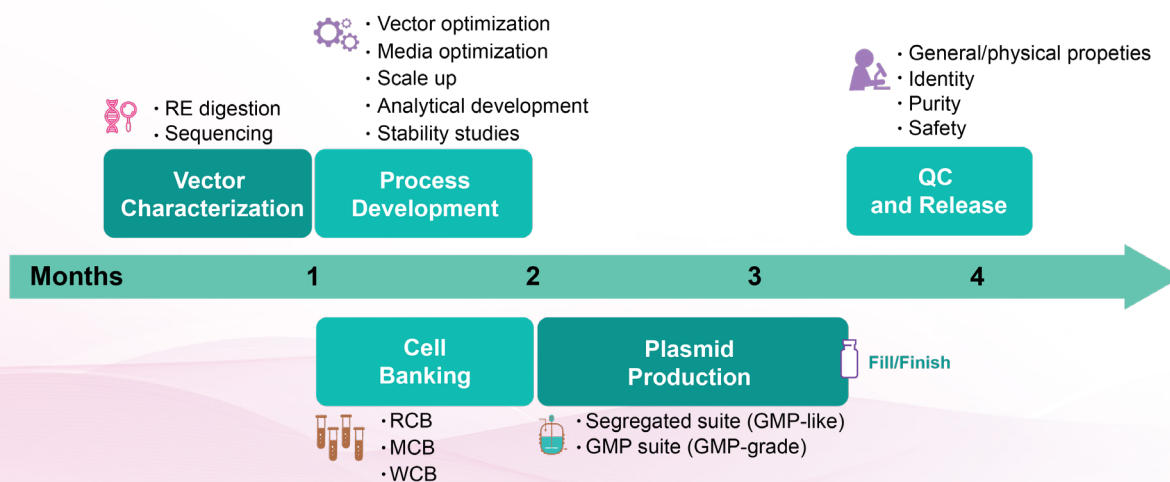 · Vector optimization
· Media optimization
· Scale up
· Analytical development
· Stability studies
· RE digestion
· Sequencing
· General/physical propeties
· Identity
· Purity
· Safety
Vector
Characterization
Process
Development
QC
and Release
Months 1 2 3 4
Cell
Banking
Plasmid
Production
Fill/Finish
· RCB
· MCB
· WCB
· Segregated suite (GMP-like)
· GMP suite (GMP-grade)